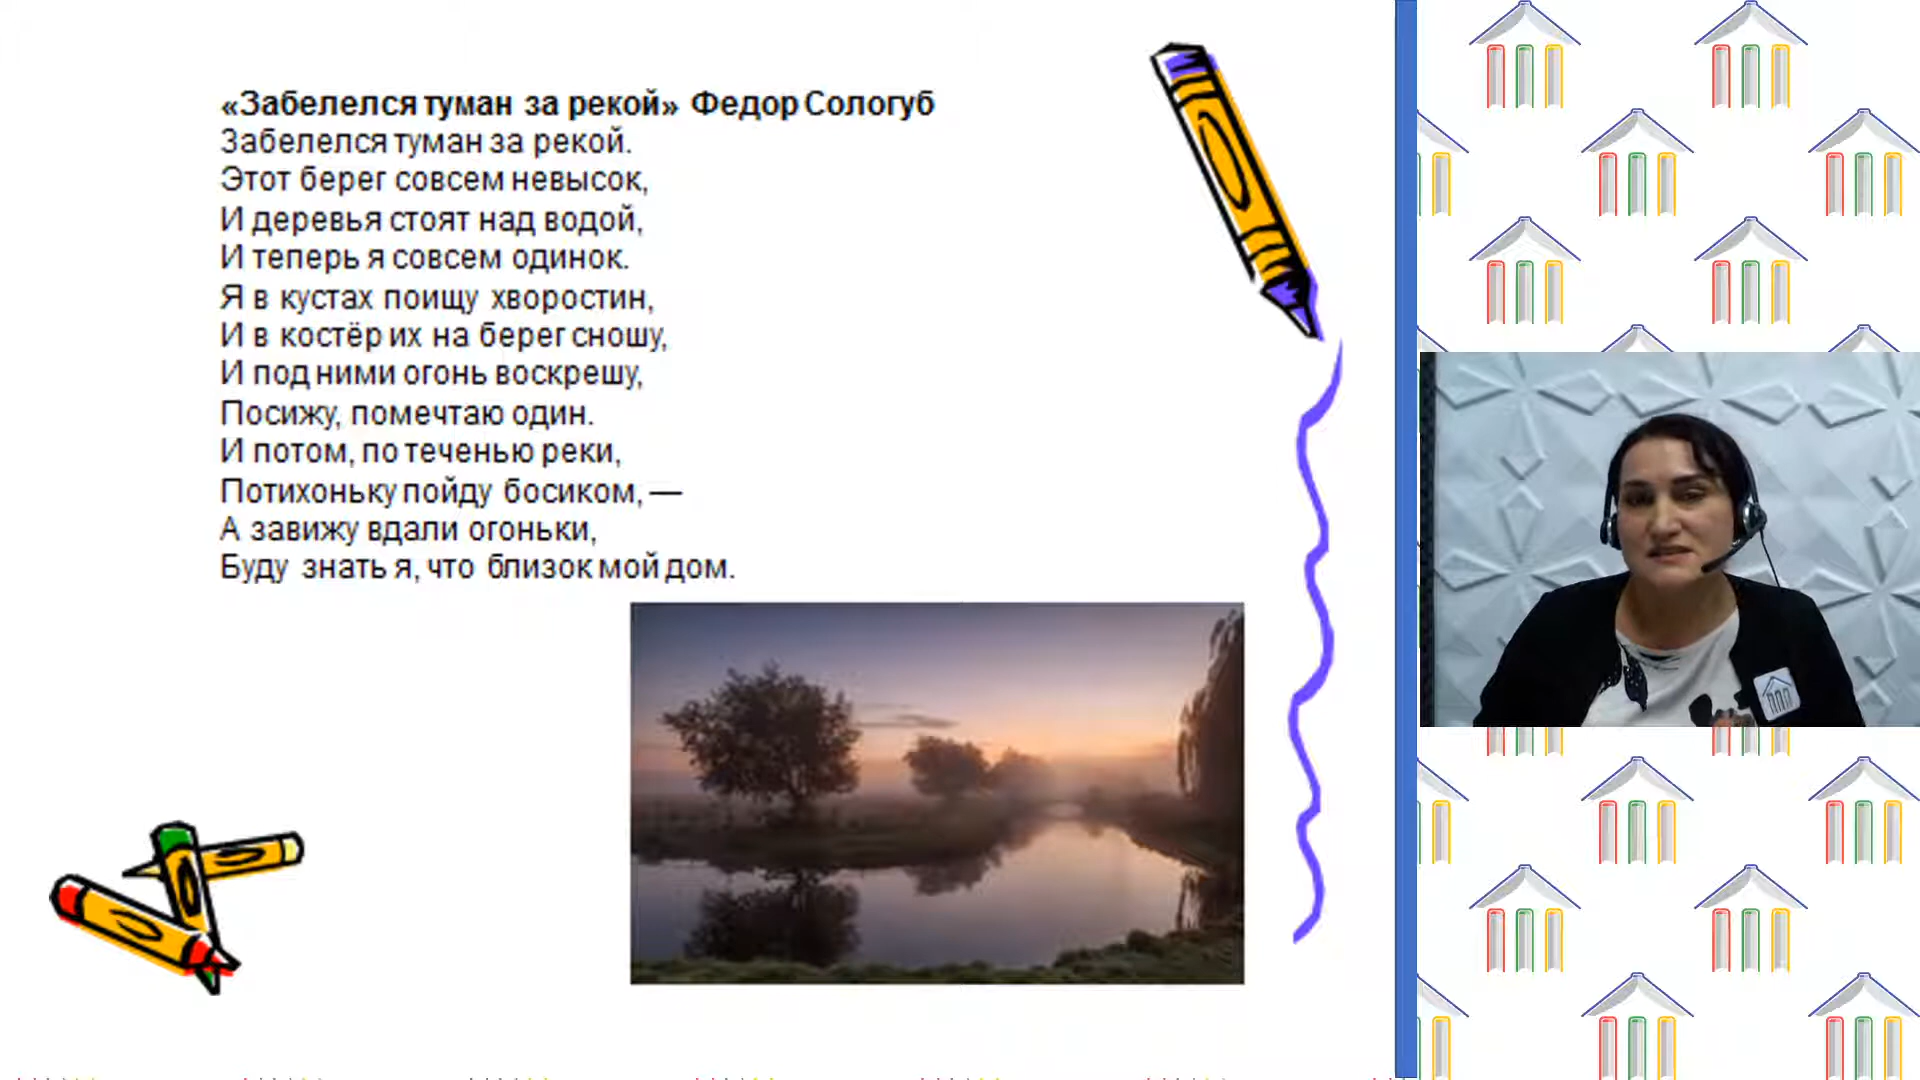 «Забелелся туман за рекой» Федор Сологуб
Забелелся туман за рекой.
Этот берег совсем невысок,
И деревья стоят над водой,
И теперь я совсем одинок.
Я в кустах поищу хворостин,
И в костёр их на берег сношу,
И под ними огонь воскрешу,
Посижу, помечтаю один.
И потом, по теченью реки,
Потихоньку пойду босиком, —
А завижу вдали огоньки,
Буду знать я, что близок мой дом.